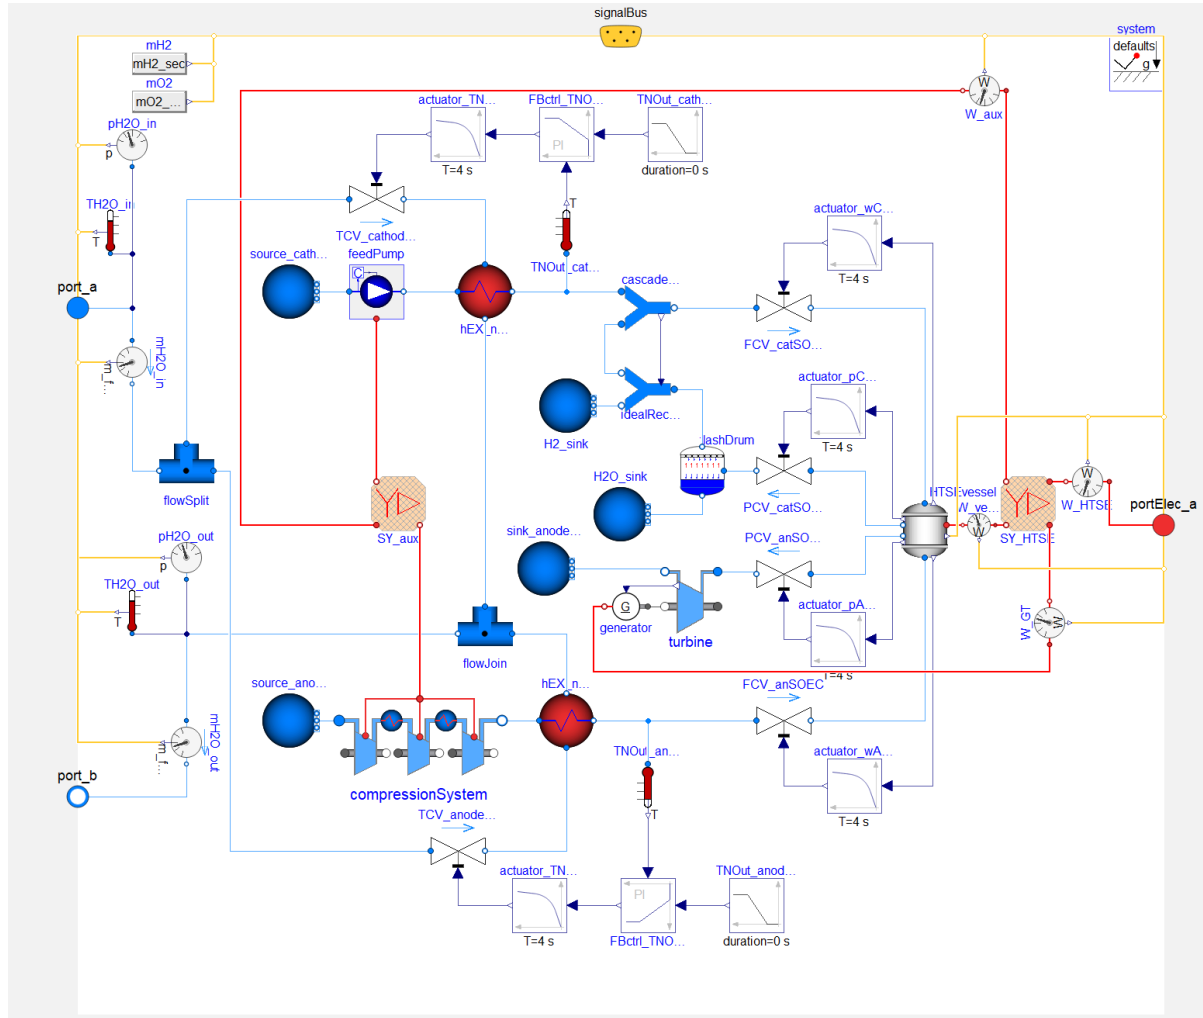 signalBus
system
defaults
g
mH2
mH2_sec
mO2
mO2_...
pH2O_in
p
W
W_aux
actuator_TN...
FBctrl_TNO...
TNOut_cath...
PI
T=4 s
duration=0 s
TH2O_in
T
TCV_cathod...
T
actuator_wC...
source_cath...
feedPump
C
TNOut_cat...
cascade...
T=4 s
port_a
hEX_n...
FCV_catSO...
mH2O_in
m_f...
actuator_pC...
H2_sink
idealRec...
T=4 s
flowSplit
H2O_sink
HTSEvessel
W_ve...
W
W
W_HTSE
portElec_a
SY_aux
PCV_catSO...
SY_HTSE
pH2O_out
p
sink_anode...
PCV_anSO...
TH2O_out
T
G
generator
turbine
actuator_pA...
W_GT
W
flowJoin
T=4 s
source_ano...
hEX_n...
FCV_anSOEC
mH2O_out
m_f...
TNOut_an...
actuator_wA...
port_b
compressionSystem
T
TCV_anode...
T=4 s
actuator_TN...
PI
TNOut_anod...
T=4 s
FBctrl_TNO...
duration=0 s